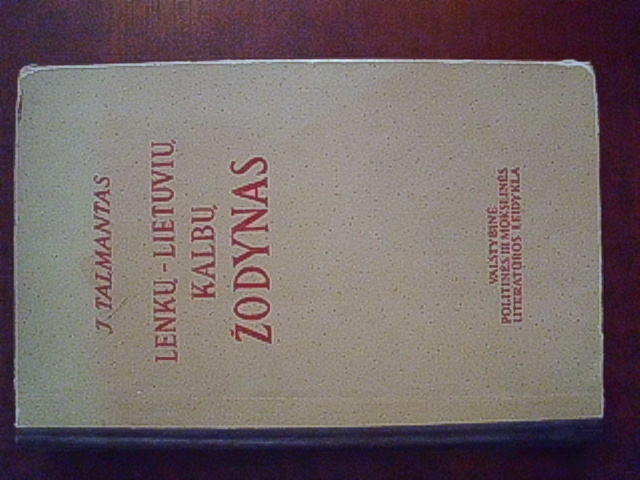 J. TALMANTAS
LENKŲ - LIETUVIŲ
KALBŲ
ŽODYNAS
VALSTYBINĖ
POLITINĖS IR MOKSLINĖS
LITERATŪROS LEIDYKLA